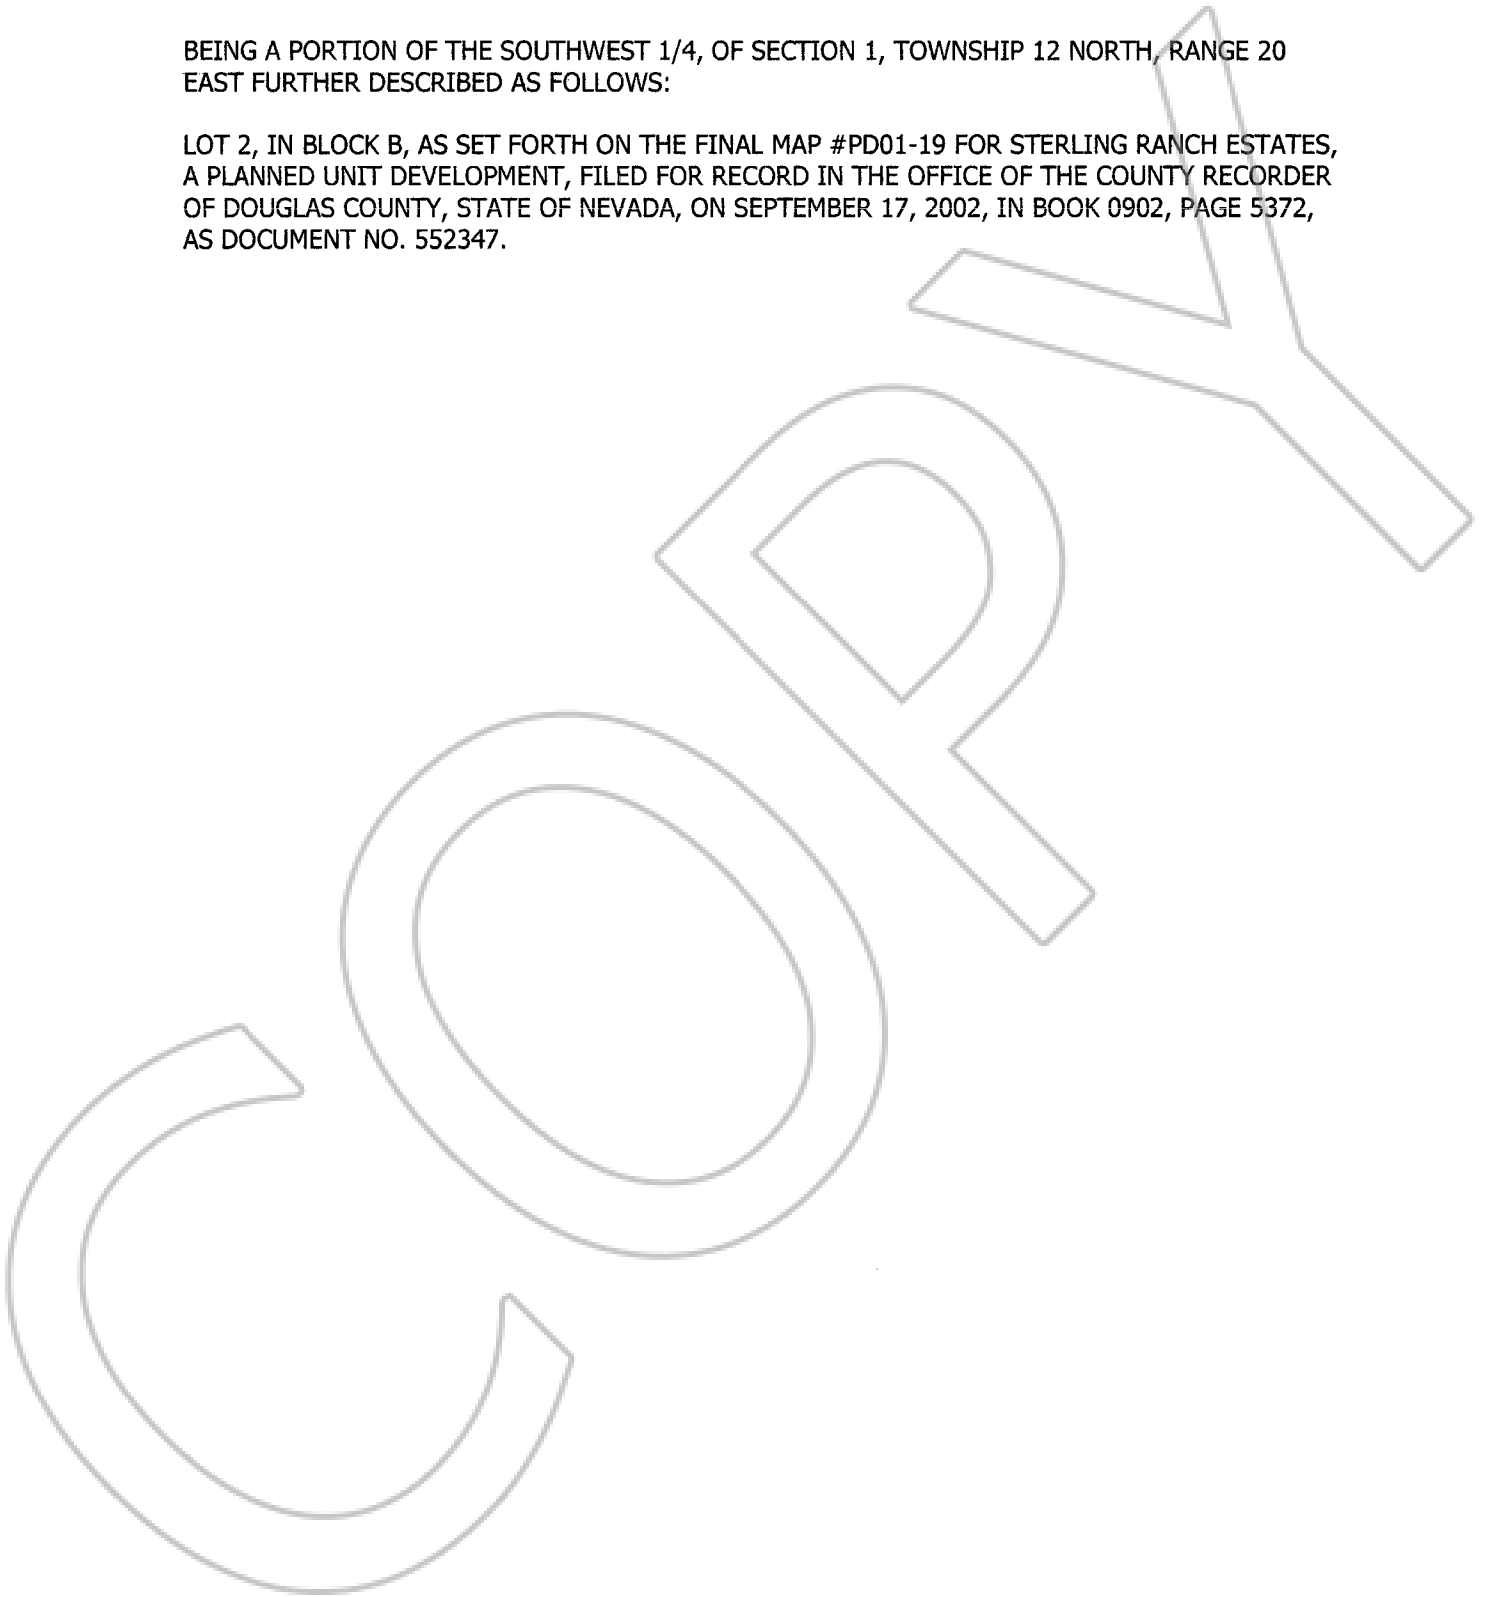 BEING A PORTION OF THE SOUTHWEST 1/4, OF SECTION 1, TOWNSHIP 12 NORTH, RANGE 20
EAST FURTHER DESCRIBED AS FOLLOWS:
LOT 2, IN BLOCK B, AS SET FORTH ON THE FINAL MAP #PD01-19 FOR STERLING RANCH ESTATES,
A PLANNED UNIT DEVELOPMENT, FILED FOR RECORD IN THE OFFICE OF THE COUNTY RECORDER
OF DOUGLAS COUNTY, STATE OF NEVADA, ON SEPTEMBER 17, 2002, IN BOOK 0902, PAGE 5372,
AS DOCUMENT NO. 552347.
COPY